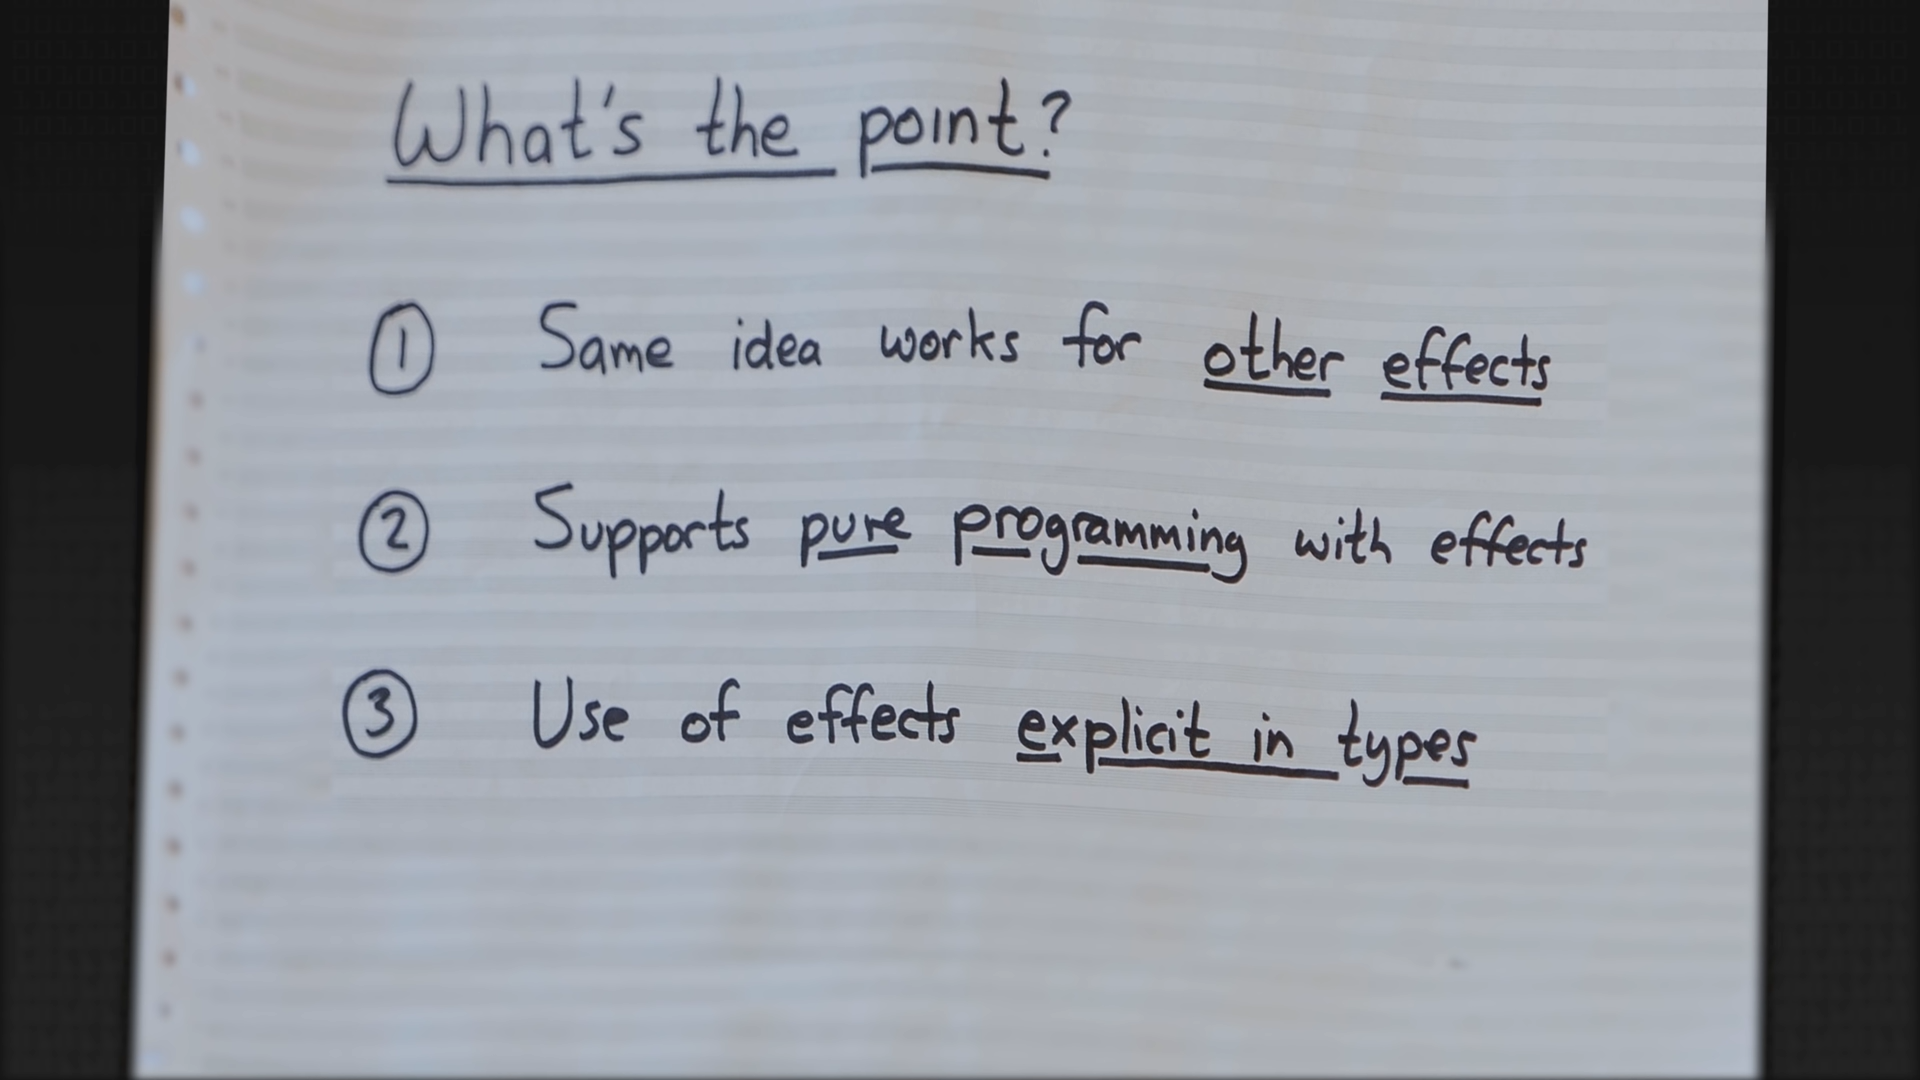 What's the point?
① Same idea works for other effects
② Supports pure programming with effects
③ Use of effects explicit in types